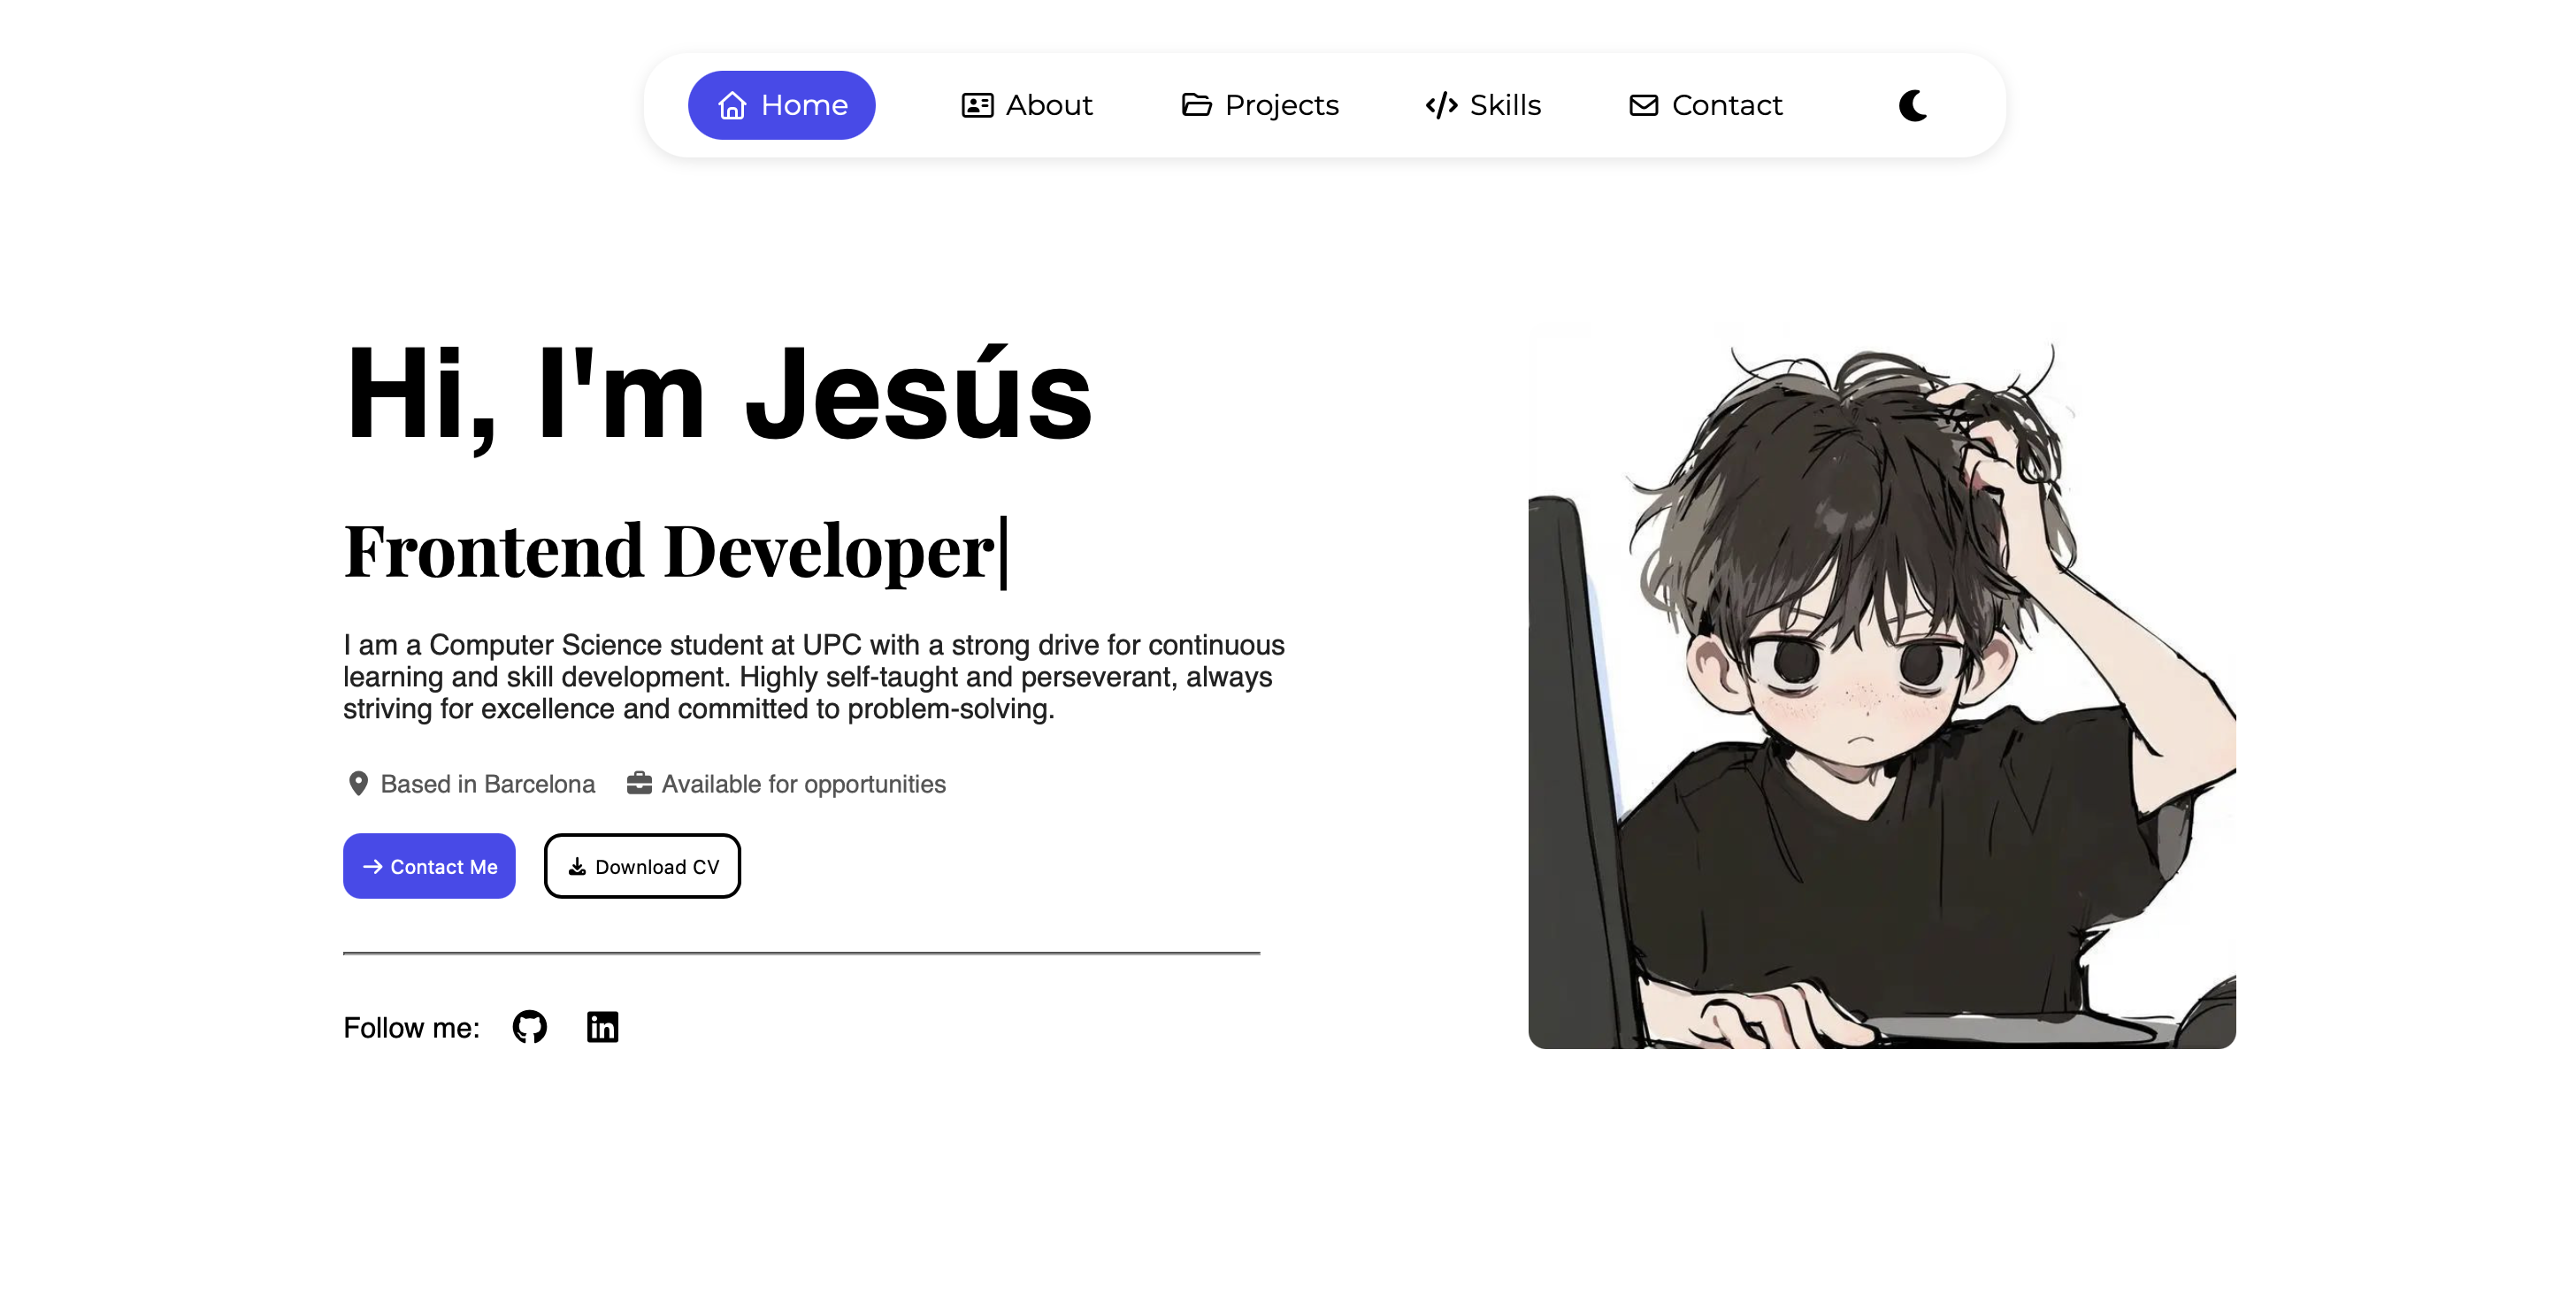 Home About Projects Skills Contact
Hi, I'm Jesús
Frontend Developer|
I am a Computer Science student at UPC with a strong drive for continuous
learning and skill development. Highly self-taught and perseverant, always
striving for excellence and committed to problem-solving.
Based in Barcelona Available for opportunities
Contact Me Download CV
Follow me: